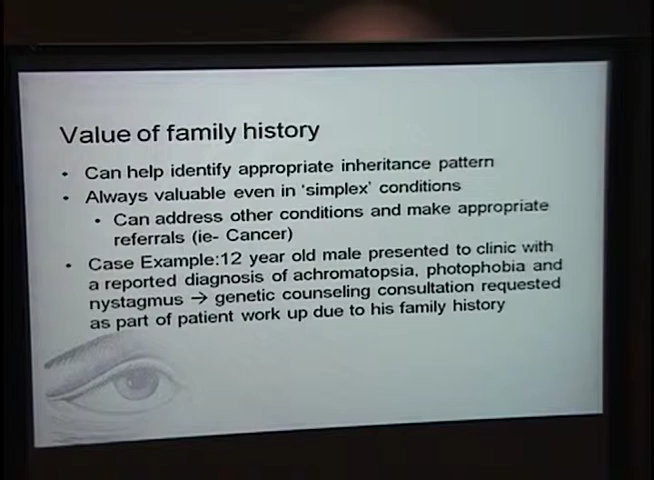 Value of family history
• Can help identify appropriate inheritance pattern
• Always valuable even in 'simplex' conditions
• Can address other conditions and make appropriate
referrals (ie- Cancer)
• Case Example:12 year old male presented to clinic with
a reported diagnosis of achromatopsia, photophobia and
nystagmus → genetic counseling consultation requested
as part of patient work up due to his family history